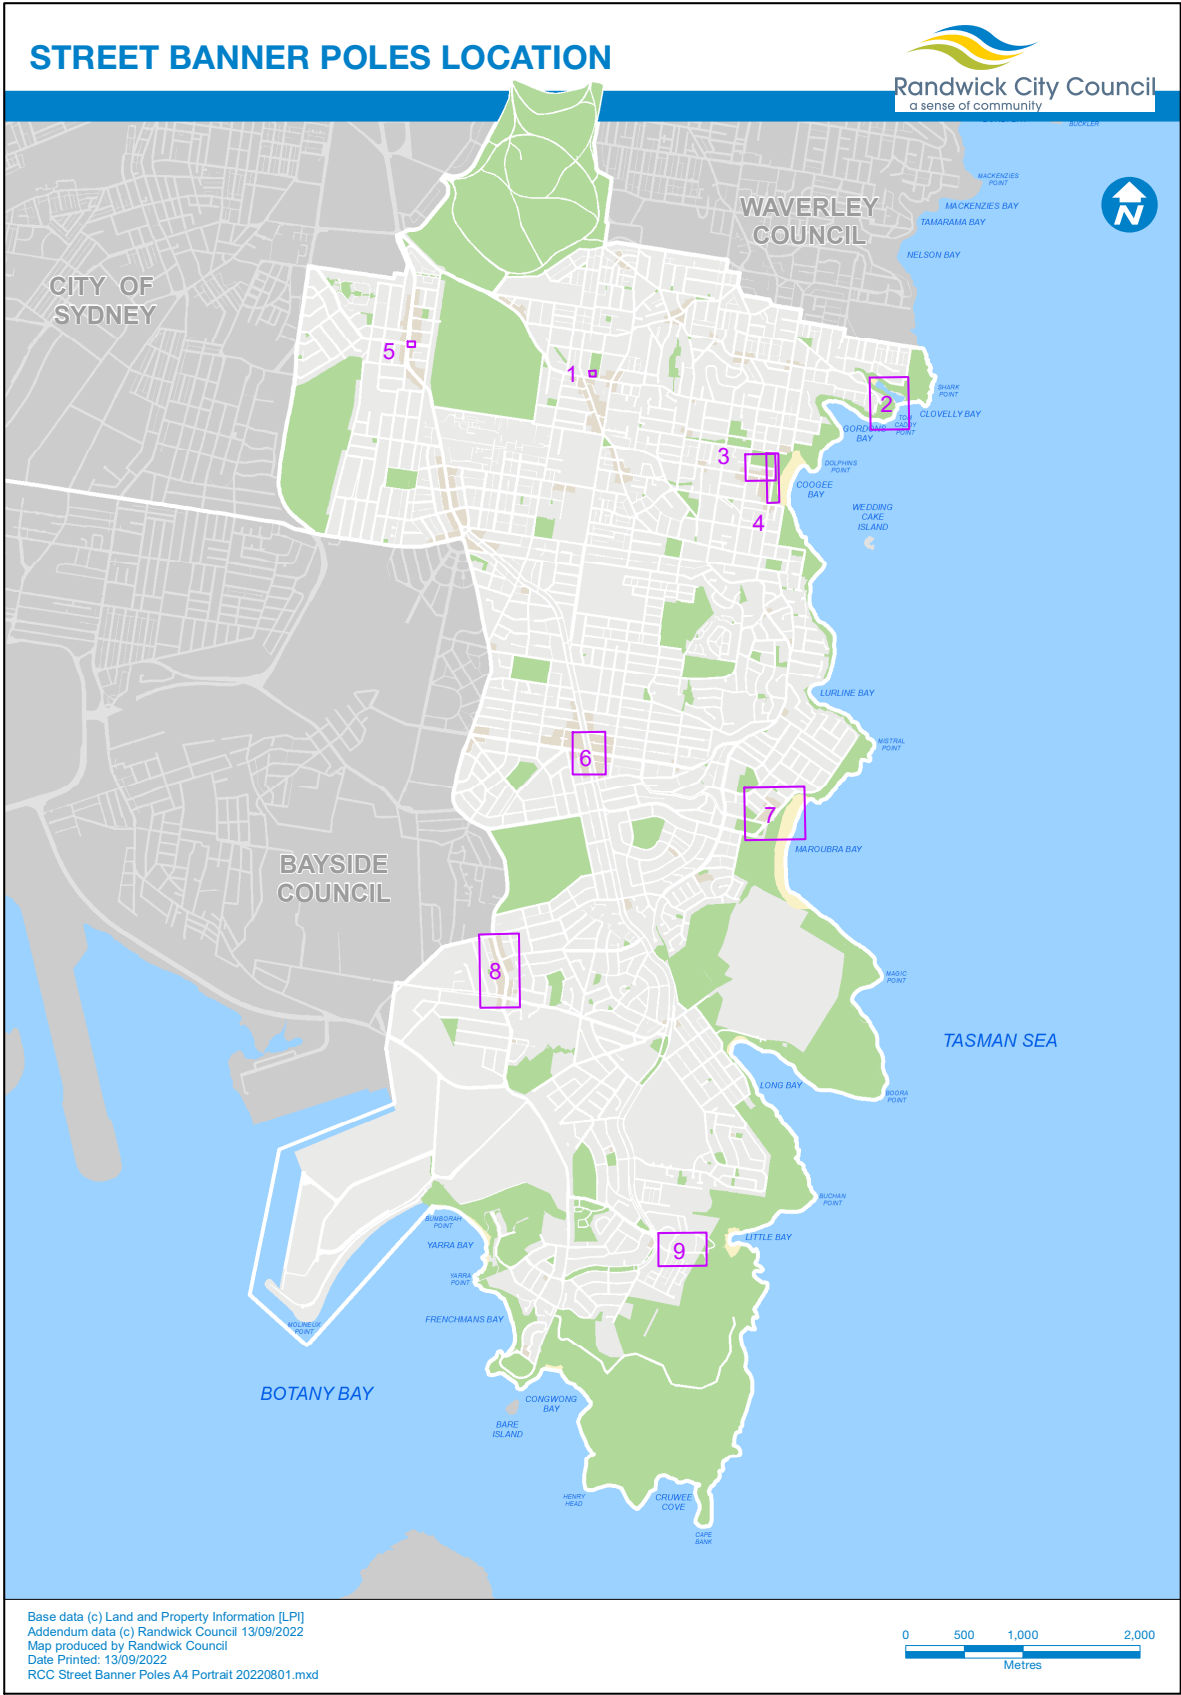 STREET BANNER POLES LOCATION
Randwick City Council
a sense of community
BUCKLER
MACKENZIES
POINT
WAVERLEY
COUNCIL
MACKENZIES BAY
TAMARAMA BAY
NELSON BAY
N
CITY OF
SYDNEY
5
1
2
SHARK
POINT
CLOVELLY BAY
TOM
CADDY
POINT
GORDONS
BAY
3
DOLPHINS
POINT
COOGEE
BAY
4
WEDDING
CAKE
ISLAND
LURLINE BAY
MISTRAL
POINT
6
7
MAROUBRA BAY
BAYSIDE
COUNCIL
8
MAGIC
POINT
TASMAN SEA
LONG BAY
BOORA
POINT
BUCHAN
POINT
BUMBORAH
POINT
LITTLE BAY
YARRA BAY
9
YARRA
POINT
FRENCHMANS BAY
MOLINEUX
POINT
BOTANY BAY
CONGWONG
BAY
BARE
ISLAND
HENRY
HEAD
CRUWEE
COVE
CAPE
BANK
Base data (c) Land and Property Information [LPI]
Addendum data (c) Randwick Council 13/09/2022
Map produced by Randwick Council
Date Printed: 13/09/2022
RCC Street Banner Poles A4 Portrait 20220801.mxd
0 500 1,000 2,000
Metres